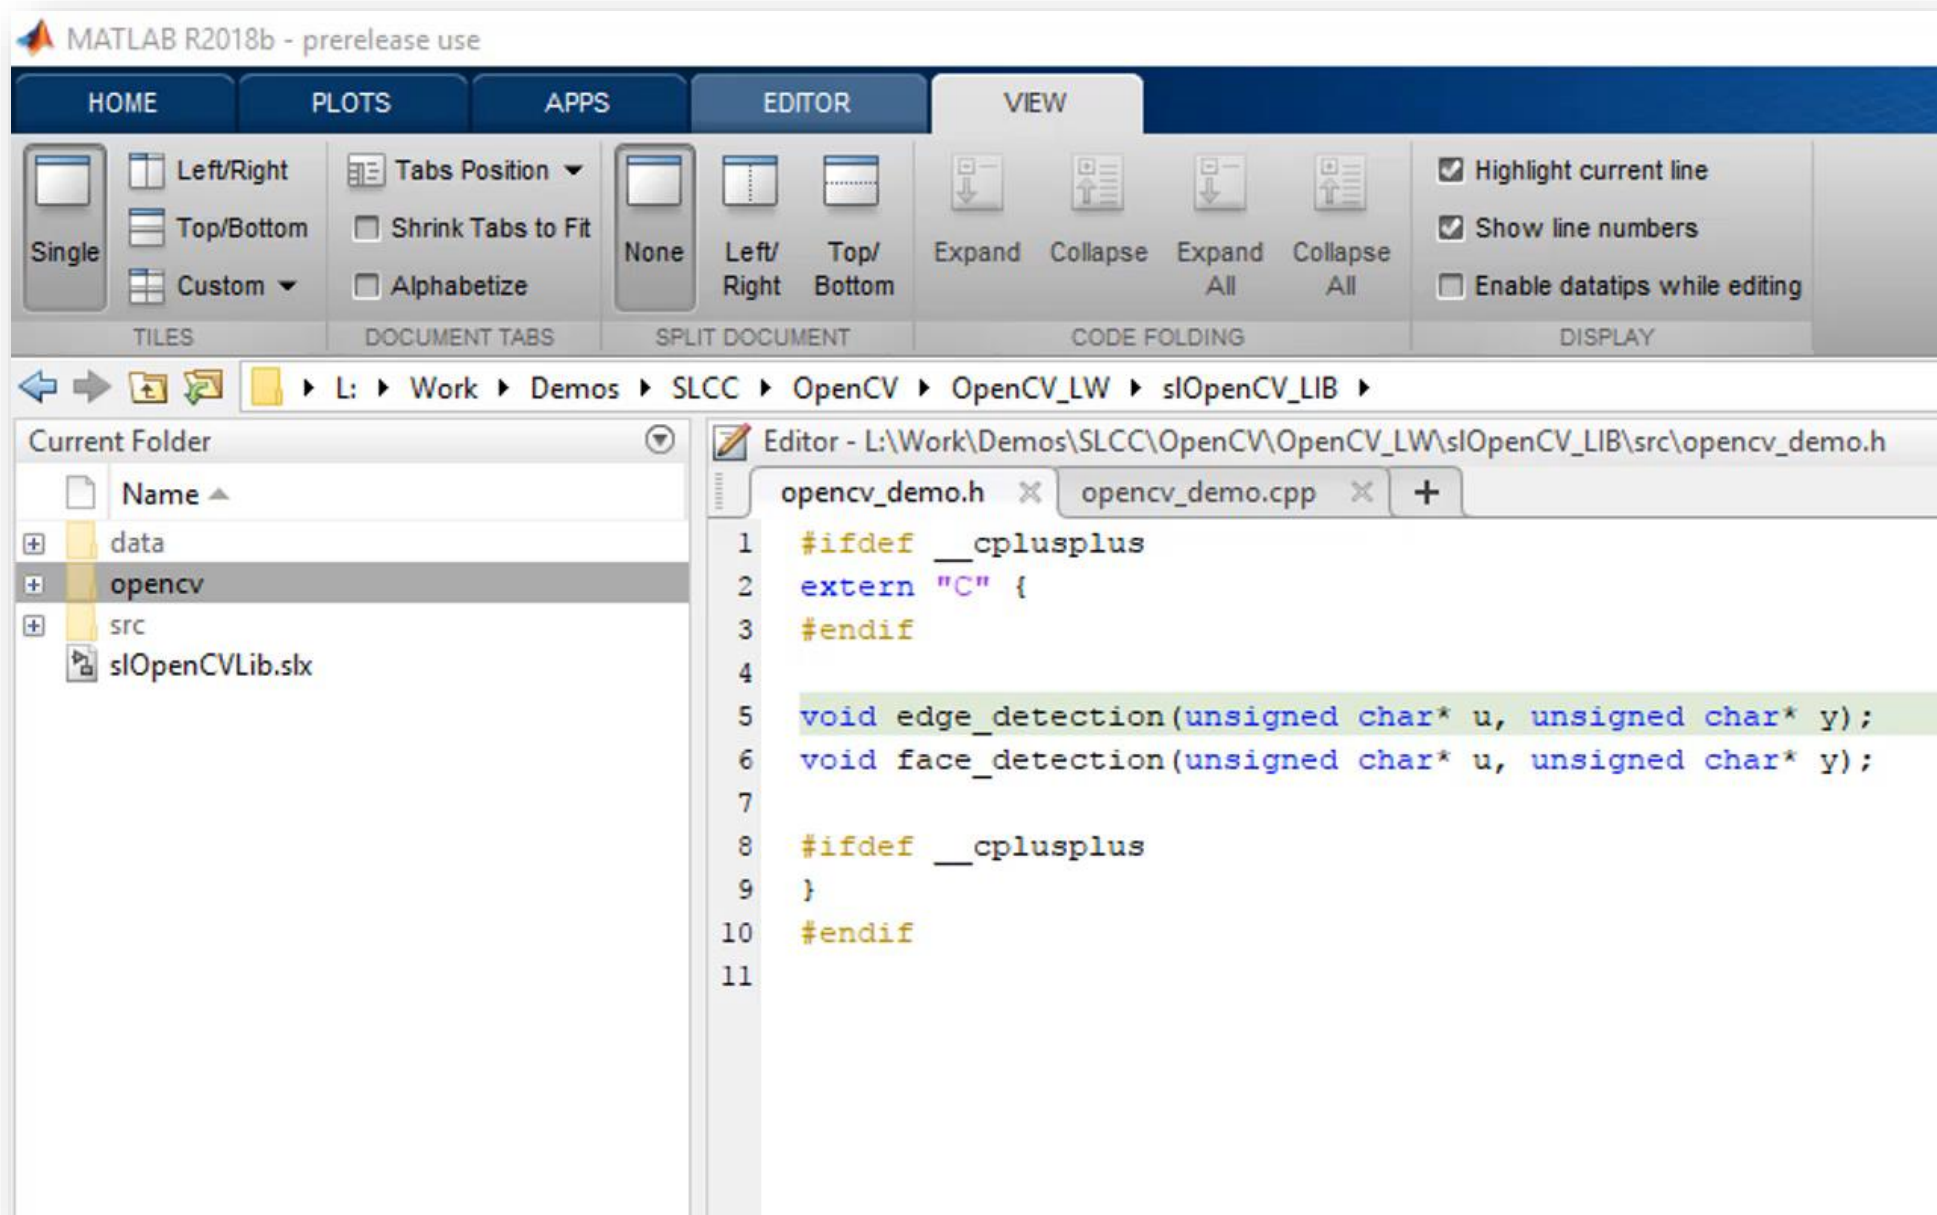 MATLAB R2018b - prerelease use
HOME PLOTS APPS EDITOR VIEW
Left/Right Tabs Position Highlight current line
Top/Bottom Shrink Tabs to Fit Show line numbers
Single None Left/ Top/ Expand Collapse Expand Collapse
Custom Alphabetize Right Bottom All All Enable datatips while editing
TILES DOCUMENT TABS SPLIT DOCUMENT CODE FOLDING DISPLAY
L: Work Demos SLCC OpenCV OpenCV_LW slOpenCV_LIB
Current Folder
Name
data
opencv
src
slOpenCVLib.slx
Editor - L:\Work\Demos\SLCC\OpenCV\OpenCV_LW\slOpenCV_LIB\src\opencv_demo.h
opencv_demo.h opencv_demo.cpp +
1 #ifdef __cplusplus
2 extern "C" {
3 #endif
4
5 void edge_detection(unsigned char* u, unsigned char* y);
6 void face_detection(unsigned char* u, unsigned char* y);
7
8 #ifdef __cplusplus
9 }
10 #endif
11